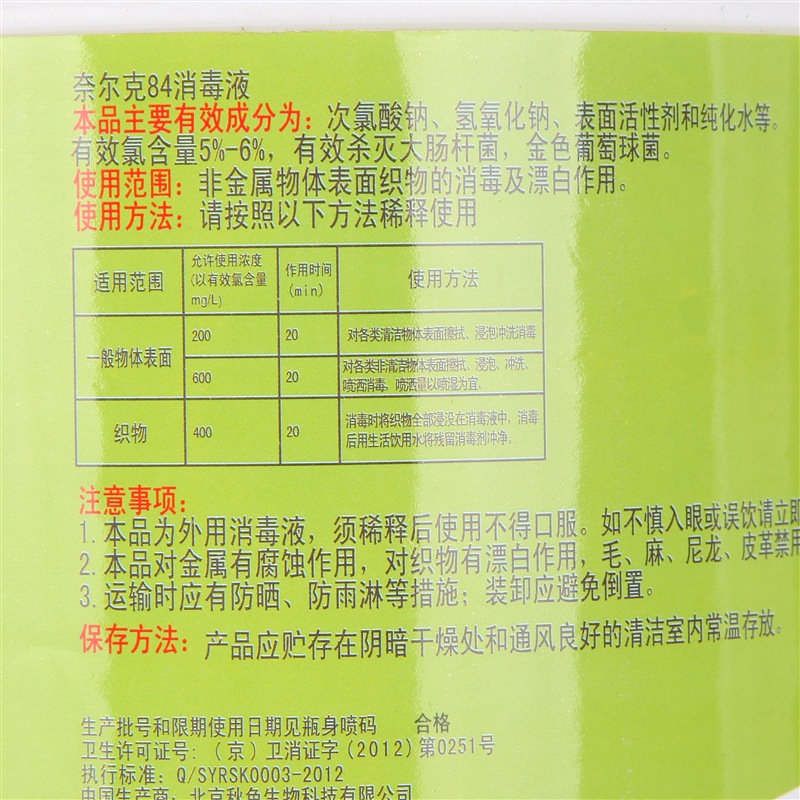 奈尔克84消毒液
本品主要有效成分为：次氯酸钠、氢氧化钠、表面活性剂和纯化水等。
有效氯含量5%-6%，有效杀灭大肠杆菌，金色葡萄球菌。
使用范围：非金属物体表面织物的消毒及漂白作用。
使用方法：请按照以下方法稀释使用
适用范围
允许使用浓度
(以有效氯含量
mg/L)
作用时间
(min)
使用方法
一般物体表面
200
20
对各类清洁物体表面擦拭、浸泡冲洗消毒
600
20
对各类非清洁物体表面擦拭、浸泡、冲洗、
喷洒消毒，喷洒量以喷湿为宜。
织物
400
20
消毒时将织物全部浸没在消毒液中，消毒
后用生活饮用水将残留消毒剂冲净。
注意事项：
1.本品为外用消毒液，须稀释后使用不得口服。如不慎入眼或误饮请立即
2.本品对金属有腐蚀作用，对织物有漂白作用，毛、麻、尼龙、皮革禁用
3.运输时应有防晒、防雨淋等措施；装卸应避免倒置。
保存方法：产品应贮存在阴暗干燥处和通风良好的清洁室内常温存放。
生产批号和限期使用日期见瓶身喷码 合格
卫生许可证号：（京）卫消证字（2012）第0251号
执行标准：Q/SYRSK0003-2012
中国生产商：北京秋鱼生物科技有限公司